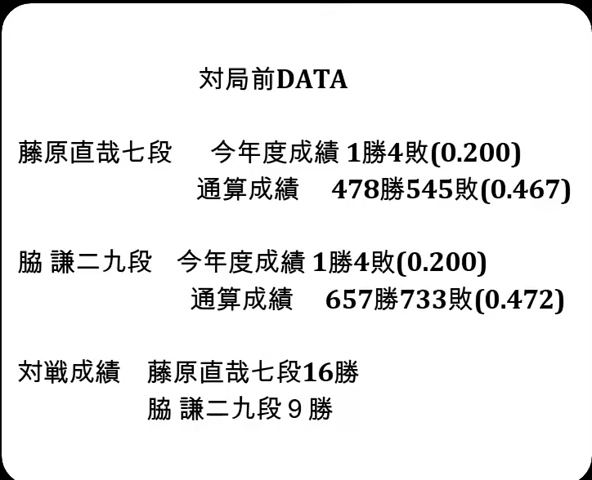 対局前DATA
藤原直哉七段 今年度成績 1勝4敗(0.200)
通算成績 478勝545敗(0.467)
脇 謙二九段 今年度成績 1勝4敗(0.200)
通算成績 657勝733敗(0.472)
対戦成績 藤原直哉七段16勝
脇 謙二九段９勝